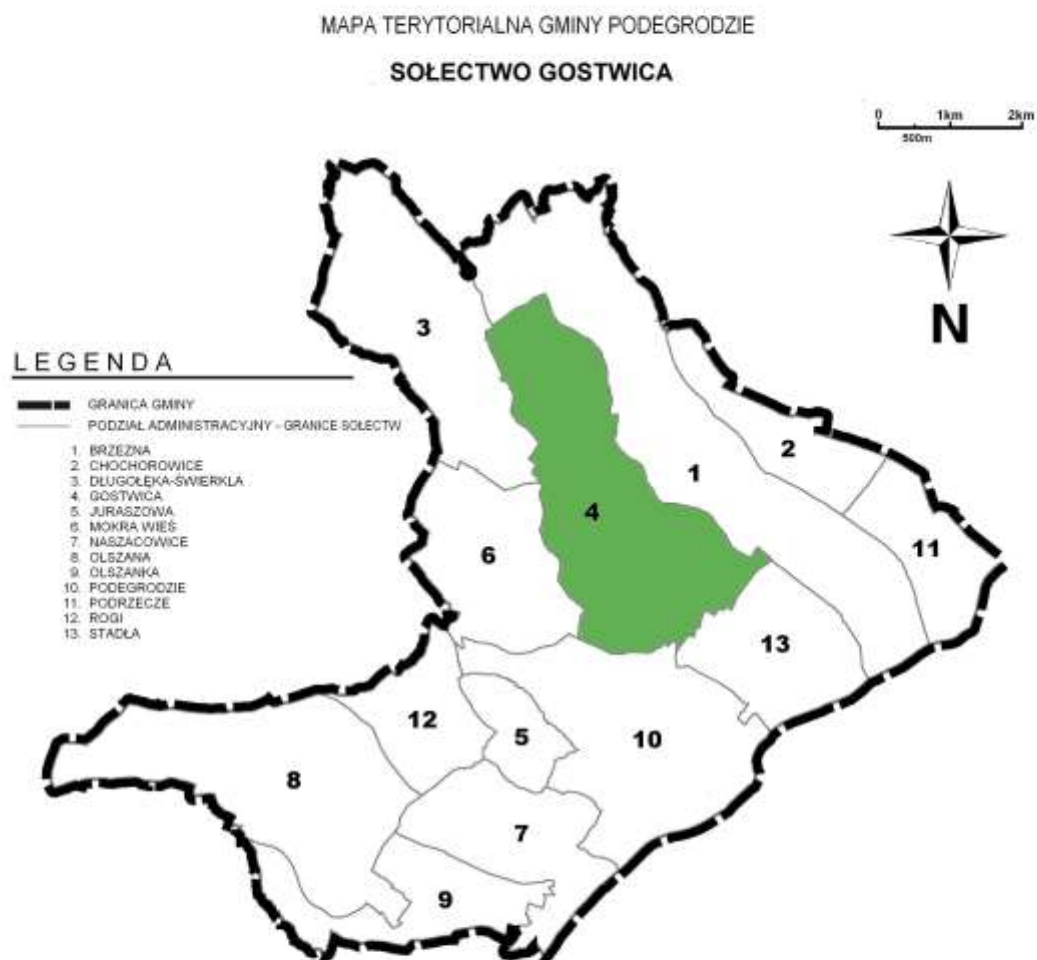 MAPA TERYTORIALNA GMINY PODEGRODZIE
SOŁECTWO GOSTWICA
0 1km 2km
500m
N
LEGENDA
GRANICA GMINY
PODZIAŁ ADMINISTRACYJNY - GRANICE SOŁECTW
1. BRZEZNA
2. CHOCHOROWICE
3. DŁUGOŁĘKA-ŚWIERKLA
4. GOSTWICA
5. JURASZOWA
6. MOKRA WIEŚ
7. NASZACOWICE
8. OLSZANA
9. OLSZANKA
10. PODEGRODZIE
11. PODRZECZE
12. ROGI
13. STADŁA
3
2
1
4
11
6
13
12
5
10
8
7
9